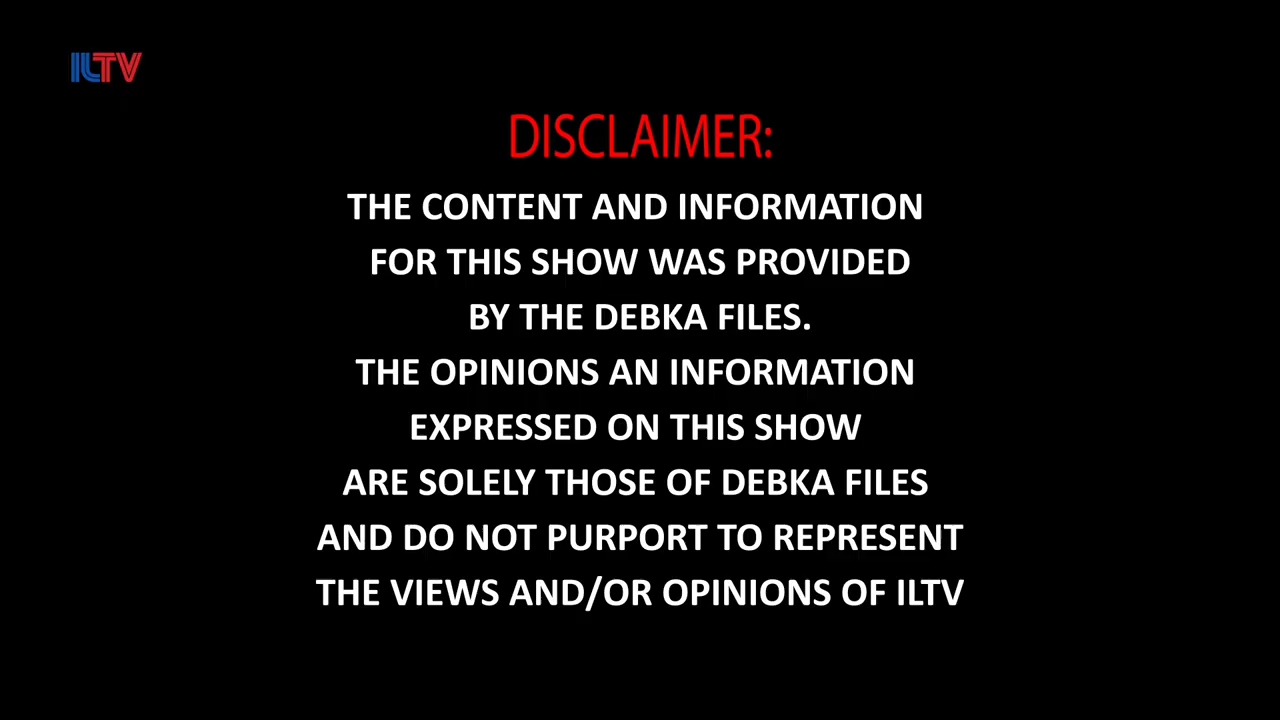 ILTV
DISCLAIMER:
THE CONTENT AND INFORMATION
FOR THIS SHOW WAS PROVIDED
BY THE DEBKA FILES.
THE OPINIONS AN INFORMATION
EXPRESSED ON THIS SHOW
ARE SOLELY THOSE OF DEBKA FILES
AND DO NOT PURPORT TO REPRESENT
THE VIEWS AND/OR OPINIONS OF ILTV